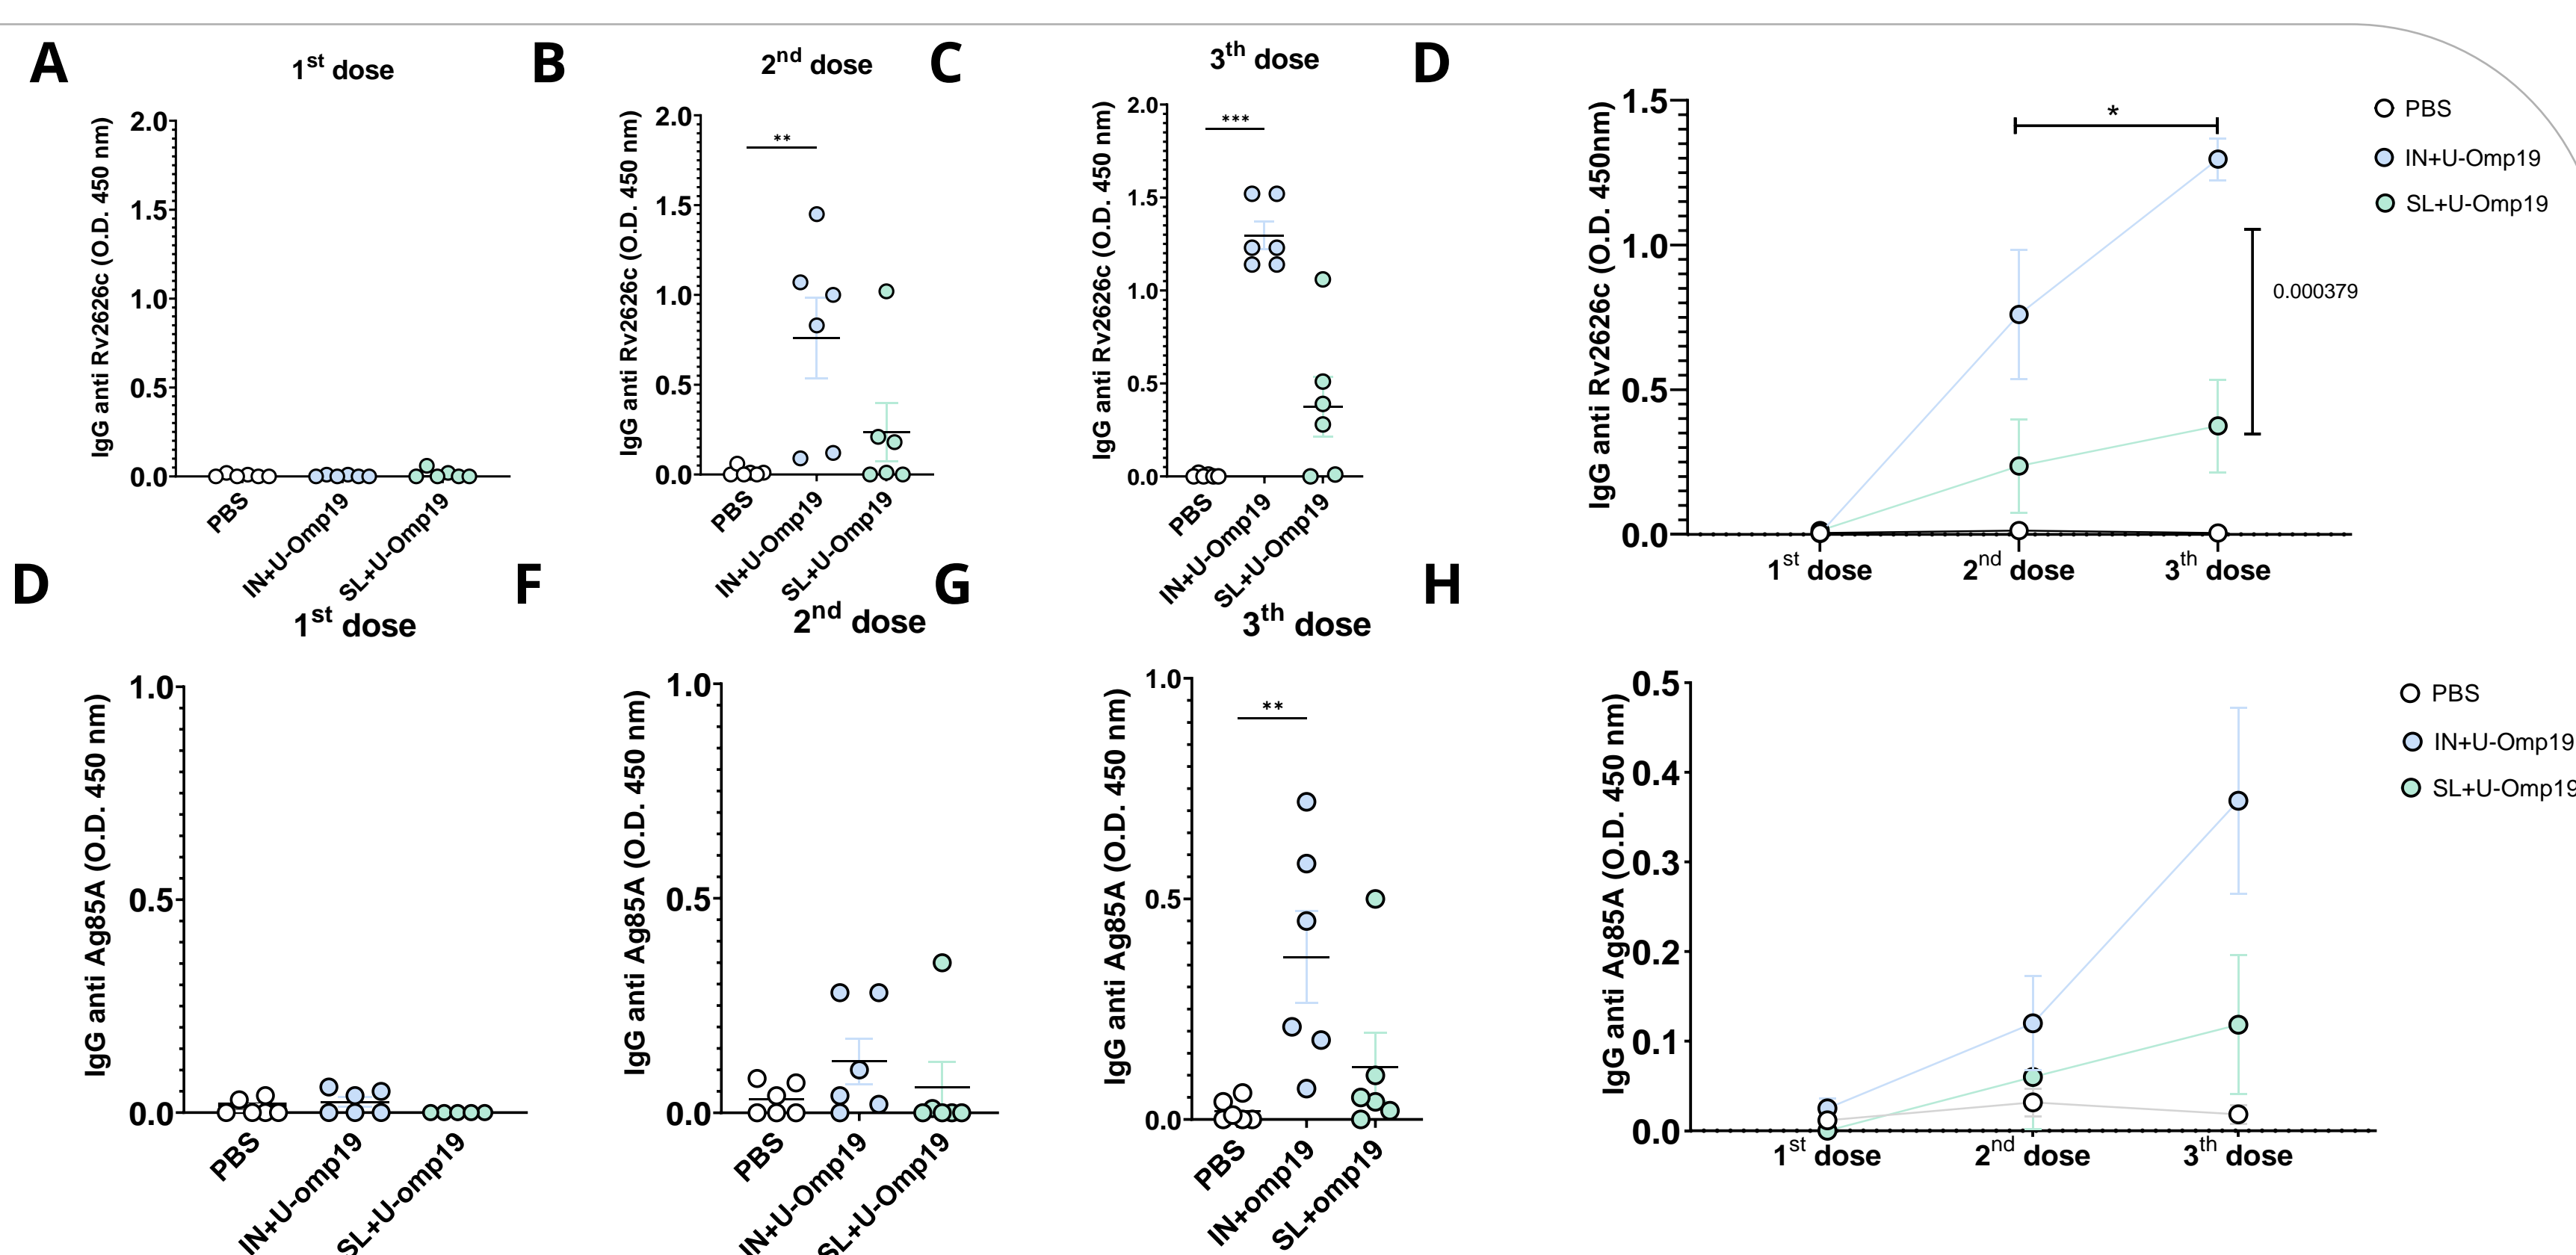 A
1st dose
IgG anti Rv2626c (O.D. 450 nm)
2.0
1.5
1.0
0.5
0.0
PBS
IN+U-Omp19
SL+U-Omp19
B
2nd dose
IgG anti Rv2626c (O.D. 450 nm)
2.0
1.5
1.0
0.5
0.0
**
PBS
IN+U-Omp19
SL+U-Omp19
C
3th dose
IgG anti Rv2626c (O.D. 450 nm)
2.0
1.5
1.0
0.5
0.0
***
PBS
IN+U-Omp19
SL+U-Omp19
D
IgG anti Rv2626c (O.D. 450nm)
1.5
1.0
0.5
0.0
*
0.000379
1st dose
2nd dose
3th dose
PBS
IN+U-Omp19
SL+U-Omp19
D
1st dose
IgG anti Ag85A (O.D. 450 nm)
1.0
0.5
0.0
PBS
IN+U-omp19
SL+U-omp19
F
2nd dose
IgG anti Ag85A (O.D. 450 nm)
1.0
0.5
0.0
PBS
IN+U-Omp19
SL+U-Omp19
G
3th dose
IgG anti Ag85A (O.D. 450 nm)
1.0
0.5
0.0
**
PBS
IN+omp19
SL+omp19
H
IgG anti Ag85A (O.D. 450 nm)
0.5
0.4
0.3
0.2
0.1
0.0
1st dose
2nd dose
3th dose
PBS
IN+U-Omp19
SL+U-Omp19